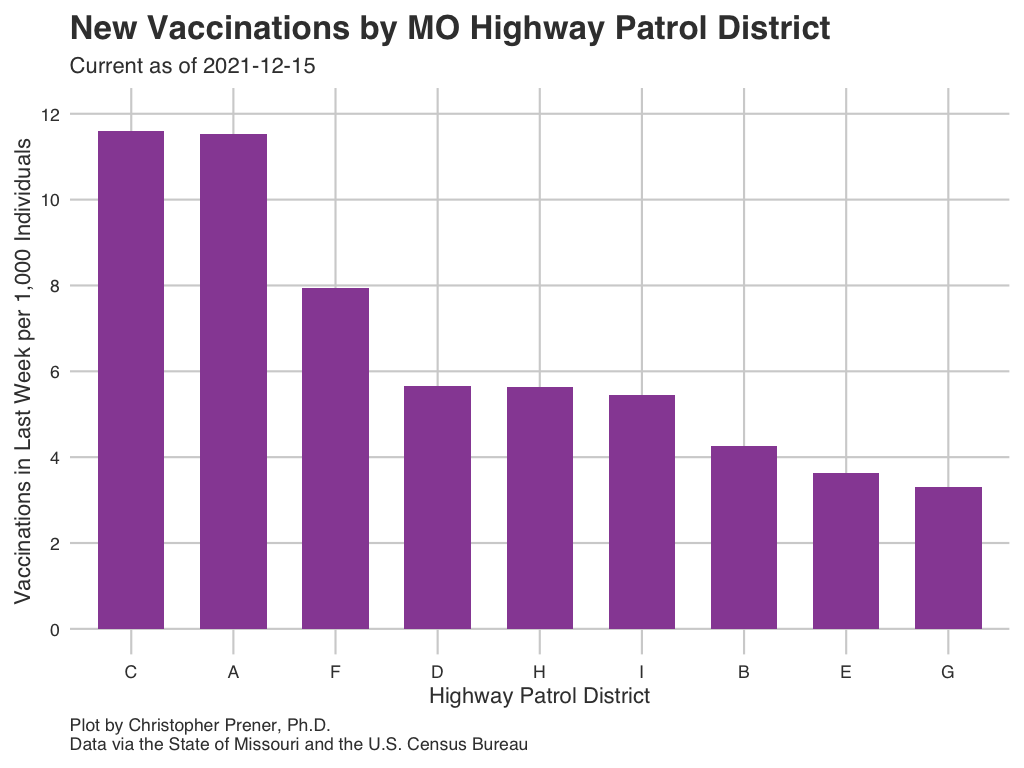 New Vaccinations by MO Highway Patrol District
Current as of 2021-12-15
Vaccinations in Last Week per 1,000 Individuals
12
10
8
6
4
2
0
C A F D H I B E G
Highway Patrol District
Plot by Christopher Prener, Ph.D.
Data via the State of Missouri and the U.S. Census Bureau